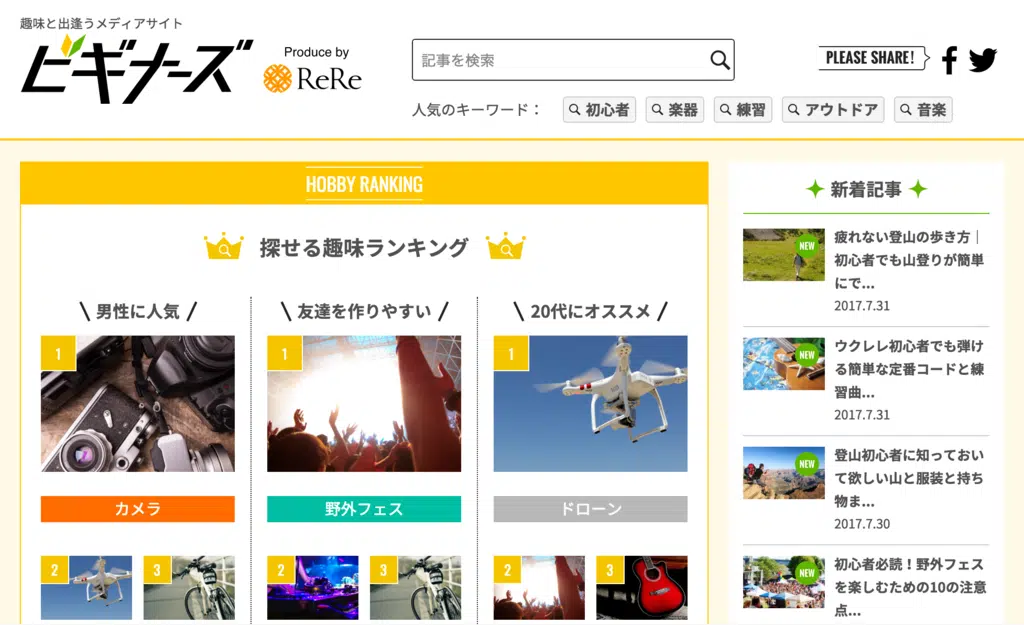 趣味と出逢うメディアサイト
ビギナーズ
Produce by
ReRe
記事を検索
PLEASE SHARE!
人気のキーワード：
初心者
楽器
練習
アウトドア
音楽
HOBBY RANKING
探せる趣味ランキング
\ 男性に人気 /
1
カメラ
2
3
\ 友達を作りやすい /
1
野外フェス
2
3
\ 20代にオススメ /
1
ドローン
2
3
新着記事
NEW
疲れない登山の歩き方｜
初心者でも山登りが簡単
にで...
2017.7.31
NEW
ウクレレ初心者でも弾け
る簡単な定番コードと練
習曲...
2017.7.31
NEW
登山初心者に知っておい
て欲しい山と服装と持ち
物ま...
2017.7.30
NEW
初心者必読！野外フェス
を楽しむための10の注意
点...